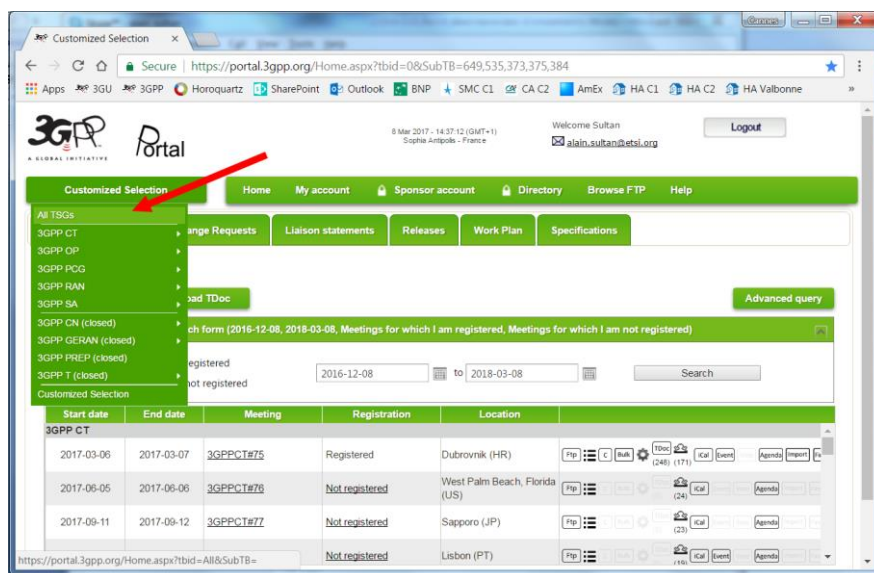 Cannes
Customized Selection
Secure
https://portal.3gpp.org/Home.aspx?tbid=0&SubTB=649,535,373,375,384
Apps 3GU 3GPP Horoquartz SharePoint Outlook BNP SMC C1 CA C2 AmEx HA C1 HA C2 HA Valbonne »
3GPP
A GLOBAL INITIATIVE
Portal
8 Mar 2017 - 14:37:12 (GMT+1)
Sophia Antipolis - France
Welcome Sultan
alain.sultan@etsi.org
Logout
Customized Selection Home My account Sponsor account Directory Browse FTP Help
All TSGs
3GPP CT
3GPP OP
3GPP PCG
3GPP RAN
3GPP SA
3GPP CN (closed)
3GPP GERAN (closed)
3GPP PREP (closed)
3GPP T (closed)
Customized Selection
ange Requests Liaison statements Releases Work Plan Specifications
ad TDoc Advanced query
ch form (2016-12-08, 2018-03-08, Meetings for which I am registered, Meetings for which I am not registered)
egistered
not registered
2016-12-08 to 2018-03-08 Search
Start date End date Meeting Registration Location
3GPP CT
2017-03-06 2017-03-07 3GPPCT#75 Registered Dubrovnik (HR) Ftp C Bulk TDoc (248) (171) iCal Event Agenda Import Fe
2017-06-05 2017-06-06 3GPPCT#76 Not registered West Palm Beach, Florida (US) Ftp (24) iCal Agenda
2017-09-11 2017-09-12 3GPPCT#77 Not registered Sapporo (JP) Ftp (23) iCal Agenda
Not registered Lisbon (PT) Ftp (19) iCal Event Agenda
https://portal.3gpp.org/Home.aspx?tbid=All&SubTB=